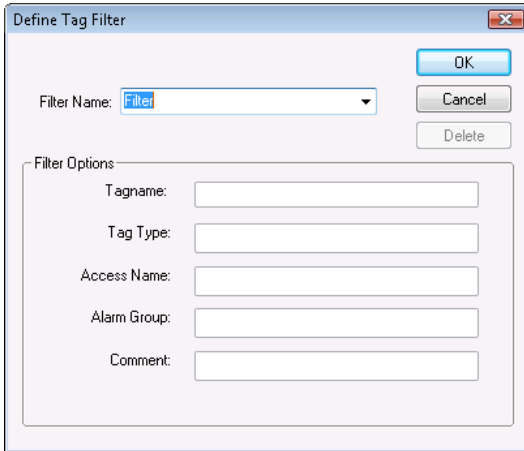 Define Tag Filter
OK
Filter Name: Filter
Cancel
Delete
Filter Options
Tagname:
Tag Type:
Access Name:
Alarm Group:
Comment: